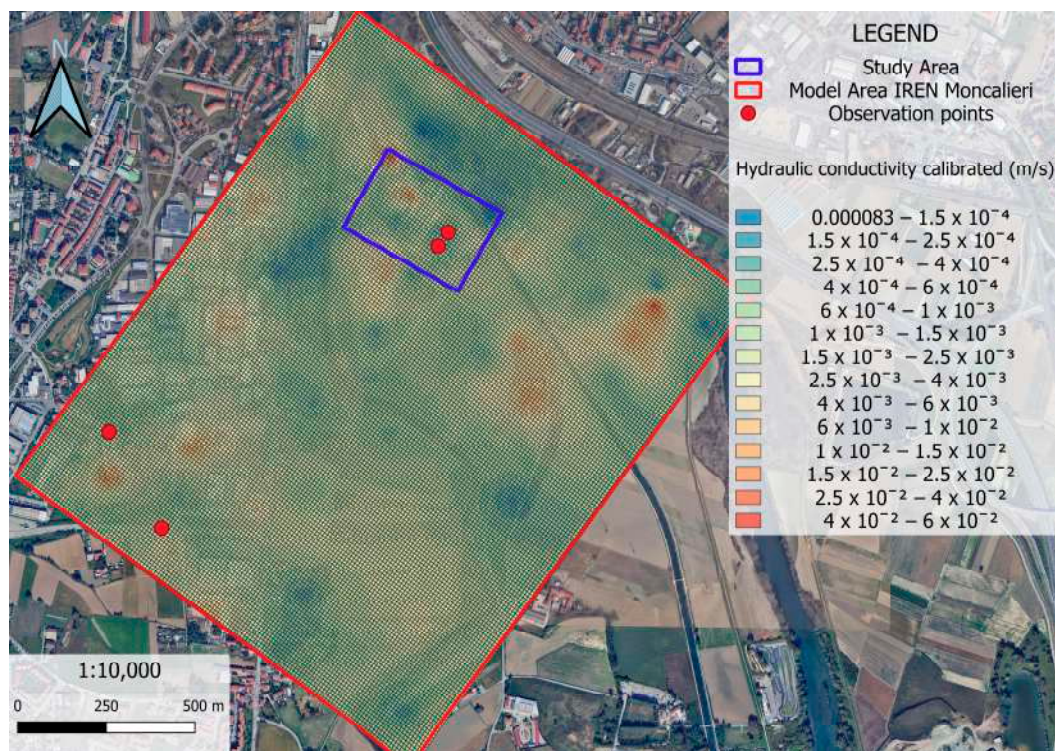 N
LEGEND
Study Area
Model Area IREN Moncalieri
Observation points
Hydraulic conductivity calibrated (m/s)
0.000083 – 1.5 x 10⁻⁴
1.5 x 10⁻⁴ – 2.5 x 10⁻⁴
2.5 x 10⁻⁴ – 4 x 10⁻⁴
4 x 10⁻⁴ – 6 x 10⁻⁴
6 x 10⁻⁴ – 1 x 10⁻³
1 x 10⁻³ – 1.5 x 10⁻³
1.5 x 10⁻³ – 2.5 x 10⁻³
2.5 x 10⁻³ – 4 x 10⁻³
4 x 10⁻³ – 6 x 10⁻³
6 x 10⁻³ – 1 x 10⁻²
1 x 10⁻² – 1.5 x 10⁻²
1.5 x 10⁻² – 2.5 x 10⁻²
2.5 x 10⁻² – 4 x 10⁻²
4 x 10⁻² – 6 x 10⁻²
1:10,000
0 250 500 m